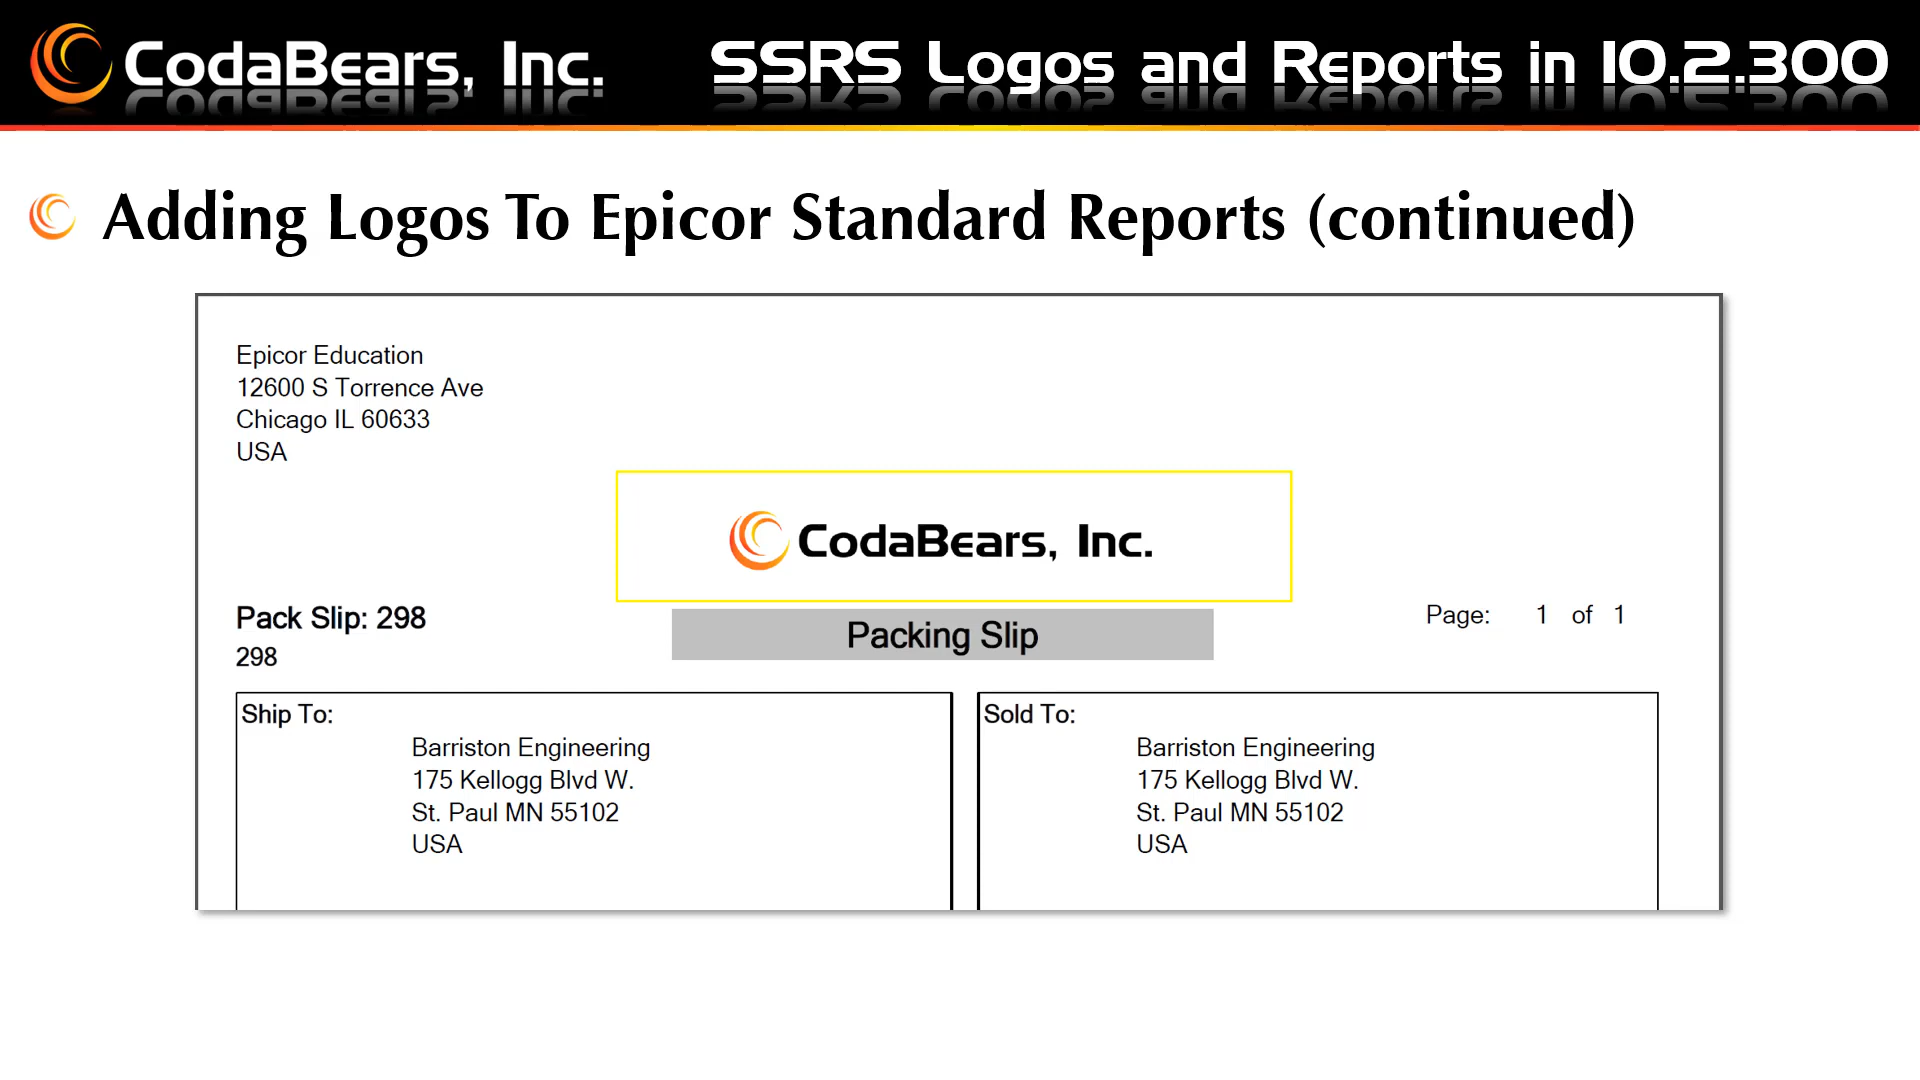 CodaBears, Inc.
SSRS Logos and Reports in 10.2.300
Adding Logos To Epicor Standard Reports (continued)
Epicor Education
12600 S Torrence Ave
Chicago IL 60633
USA
CodaBears, Inc.
Pack Slip: 298
298
Packing Slip
Page: 1 of 1
Ship To:
Barriston Engineering
175 Kellogg Blvd W.
St. Paul MN 55102
USA
Sold To:
Barriston Engineering
175 Kellogg Blvd W.
St. Paul MN 55102
USA